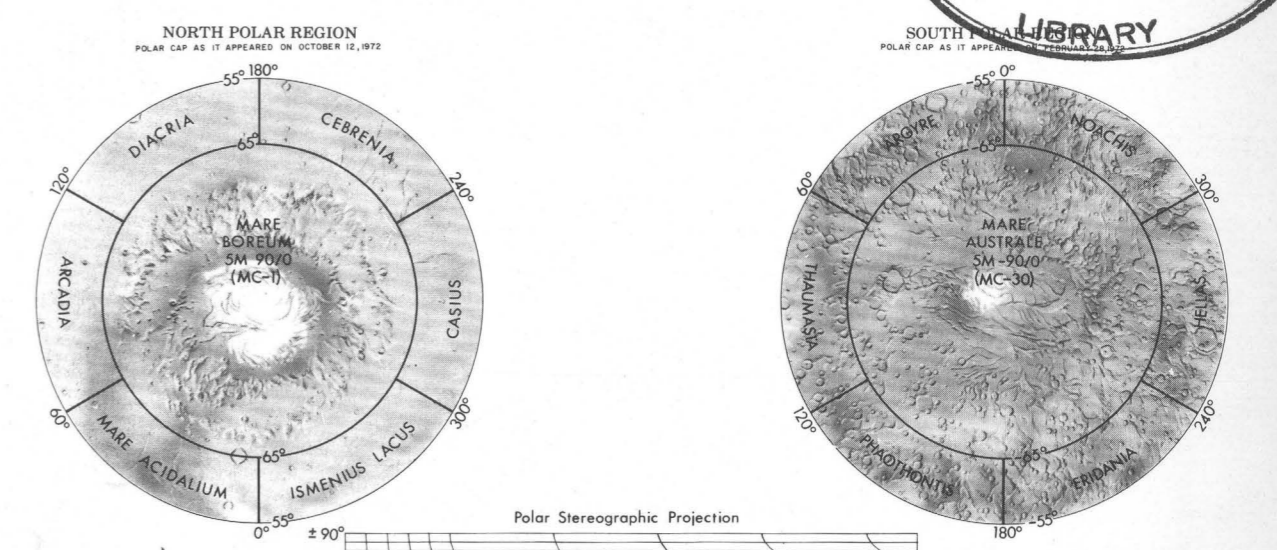 NORTH POLAR REGION
POLAR CAP AS IT APPEARED ON OCTOBER 12, 1972
180°
55°
DIACRIA
CEBRENIA
65°
120°
240°
MARE
BOREUM
5M 90/0
(MC-1)
ARCADIA
CASIUS
60°
300°
MARE ACIDALIUM
ISMENIUS LACUS
65°
0°
55°
LIBRARY
SOUTH POLAR REGION
POLAR CAP AS IT APPEARED ON FEBRUARY 28, 1972
0°
-55°
ARGYRE
NOACHIS
-65°
60°
300°
MARE
AUSTRALE
5M -90/0
(MC-30)
THAUMASIA
HELLAS
120°
240°
PHAETHONTIS
ERIDANIA
-65°
180°
-55°
Polar Stereographic Projection
± 90°